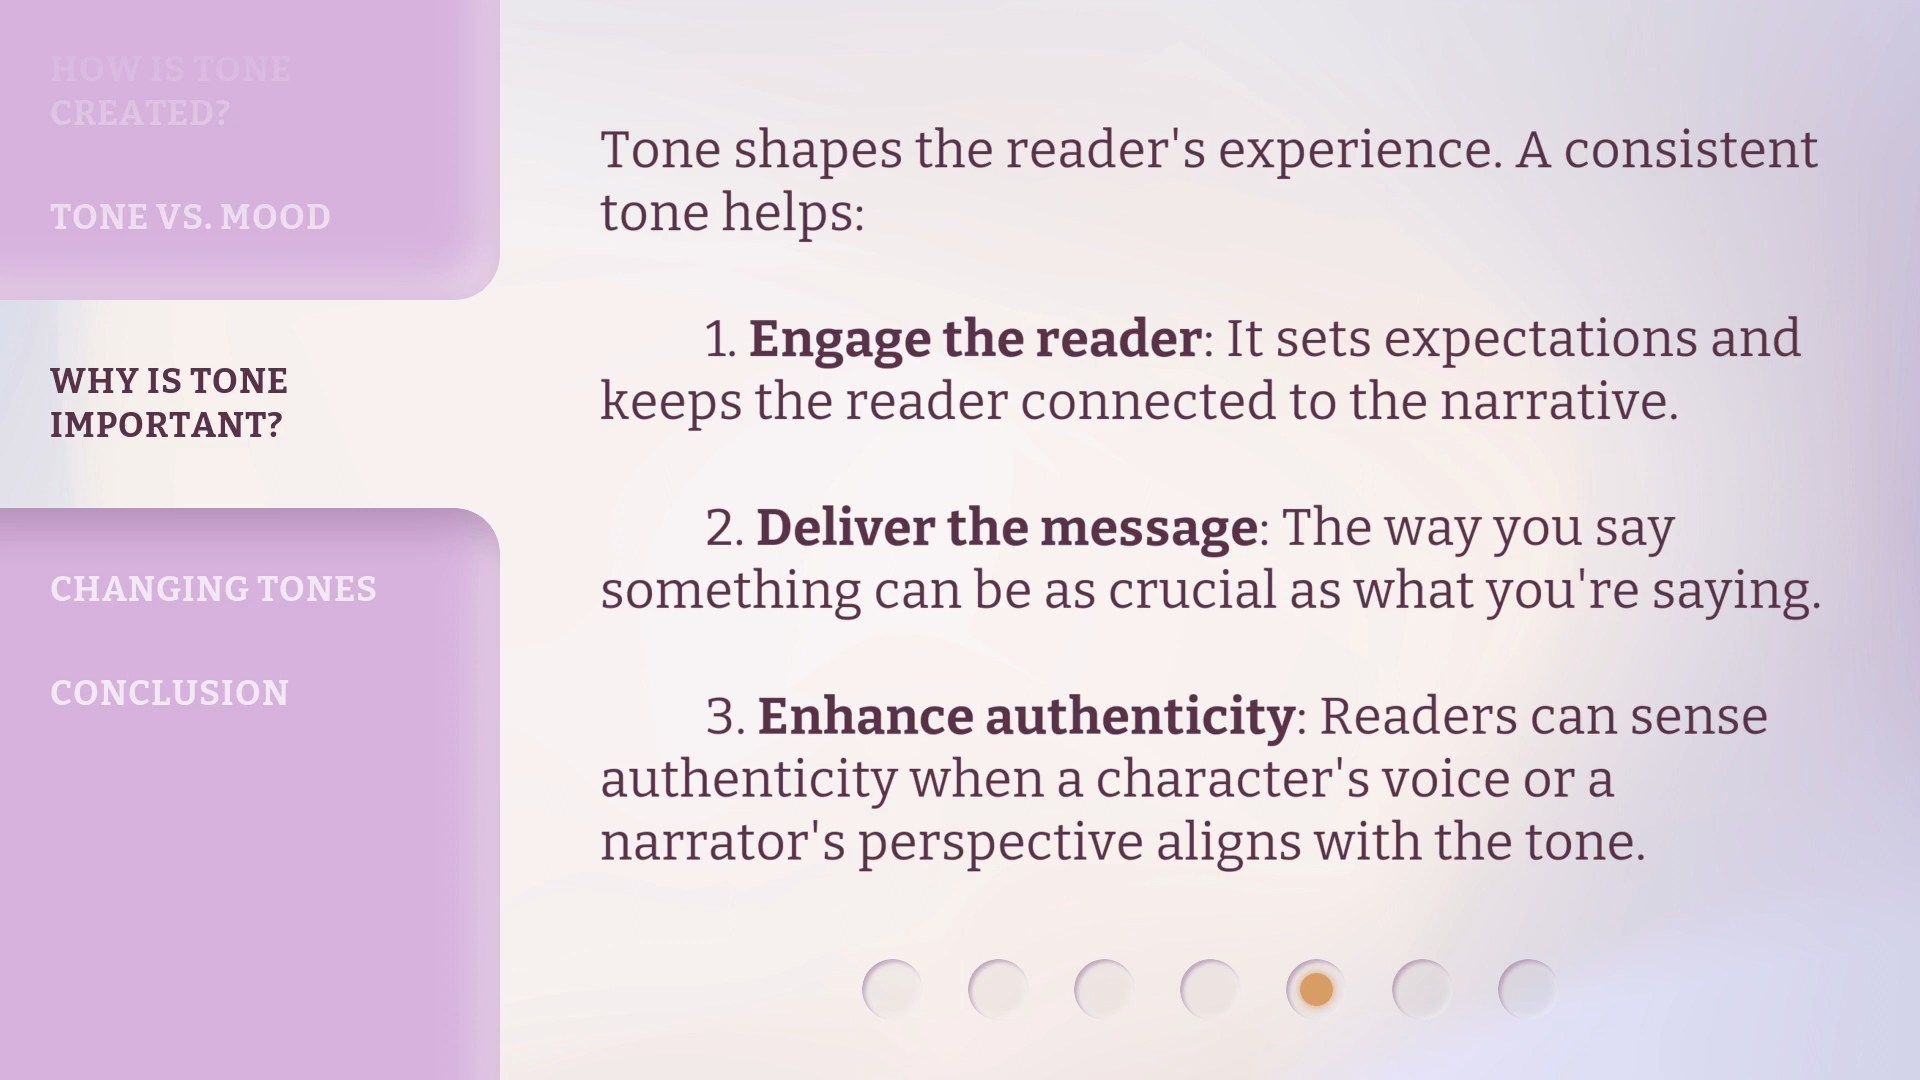 HOW IS TONE
CREATED?
TONE VS. MOOD
WHY IS TONE
IMPORTANT?
CHANGING TONES
CONCLUSION
Tone shapes the reader's experience. A consistent
tone helps:
1. Engage the reader: It sets expectations and
keeps the reader connected to the narrative.
2. Deliver the message: The way you say
something can be as crucial as what you're saying.
3. Enhance authenticity: Readers can sense
authenticity when a character's voice or a
narrator's perspective aligns with the tone.